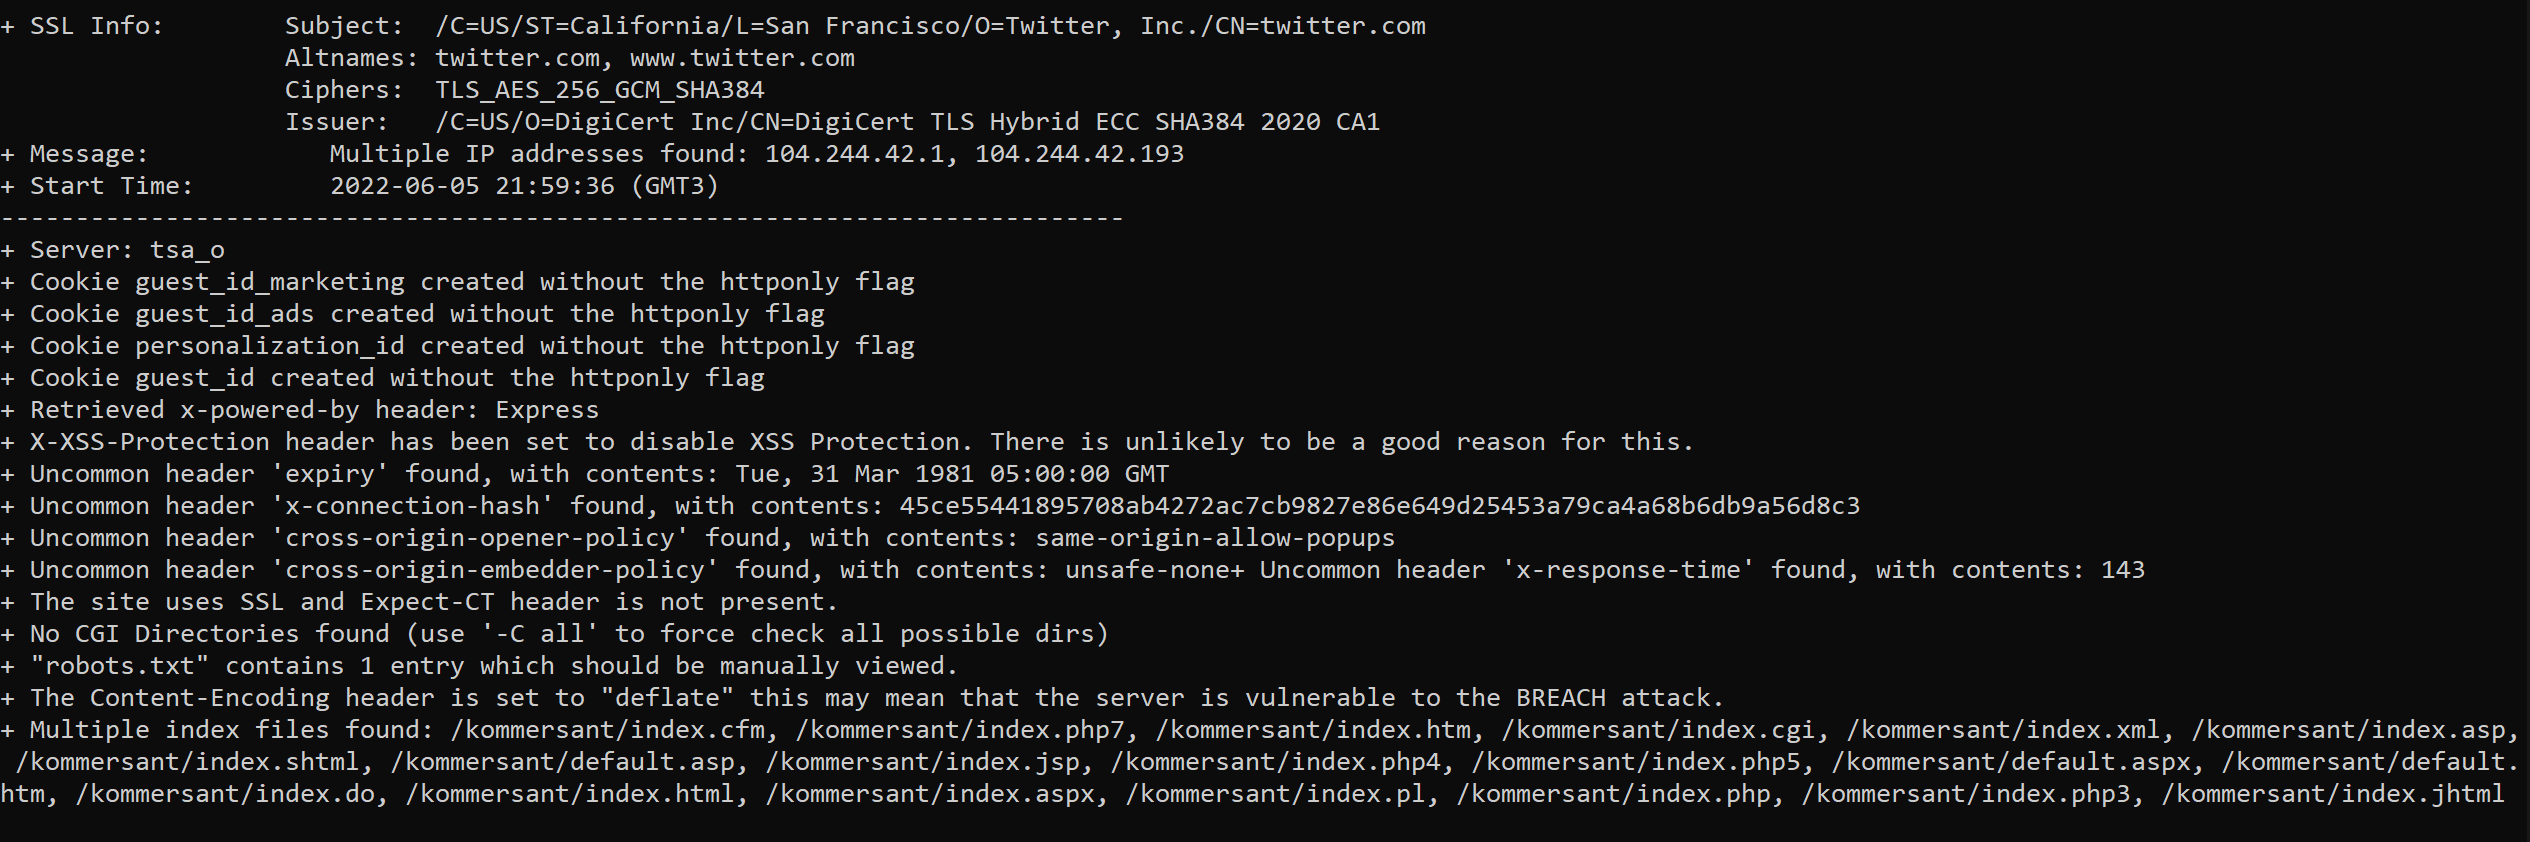 + SSL Info:        Subject:  /C=US/ST=California/L=San Francisco/O=Twitter, Inc./CN=twitter.com
                   Altnames: twitter.com, www.twitter.com
                   Ciphers:  TLS_AES_256_GCM_SHA384
                   Issuer:   /C=US/O=DigiCert Inc/CN=DigiCert TLS Hybrid ECC SHA384 2020 CA1
+ Message:            Multiple IP addresses found: 104.244.42.1, 104.244.42.193
+ Start Time:         2022-06-05 21:59:36 (GMT3)
---------------------------------------------------------------------------
+ Server: tsa_o
+ Cookie guest_id_marketing created without the httponly flag
+ Cookie guest_id_ads created without the httponly flag
+ Cookie personalization_id created without the httponly flag
+ Cookie guest_id created without the httponly flag
+ Retrieved x-powered-by header: Express
+ X-XSS-Protection header has been set to disable XSS Protection. There is unlikely to be a good reason for this.
+ Uncommon header 'expiry' found, with contents: Tue, 31 Mar 1981 05:00:00 GMT
+ Uncommon header 'x-connection-hash' found, with contents: 45ce55441895708ab4272ac7cb9827e86e649d25453a79ca4a68b6db9a56d8c3
+ Uncommon header 'cross-origin-opener-policy' found, with contents: same-origin-allow-popups
+ Uncommon header 'cross-origin-embedder-policy' found, with contents: unsafe-none+ Uncommon header 'x-response-time' found, with contents: 143
+ The site uses SSL and Expect-CT header is not present.
+ No CGI Directories found (use '-C all' to force check all possible dirs)
+ "robots.txt" contains 1 entry which should be manually viewed.
+ The Content-Encoding header is set to "deflate" this may mean that the server is vulnerable to the BREACH attack.
+ Multiple index files found: /kommersant/index.cfm, /kommersant/index.php7, /kommersant/index.htm, /kommersant/index.cgi, /kommersant/index.xml, /kommersant/index.asp,
 /kommersant/index.shtml, /kommersant/default.asp, /kommersant/index.jsp, /kommersant/index.php4, /kommersant/index.php5, /kommersant/default.aspx, /kommersant/default.
htm, /kommersant/index.do, /kommersant/index.html, /kommersant/index.aspx, /kommersant/index.pl, /kommersant/index.php, /kommersant/index.php3, /kommersant/index.jhtml